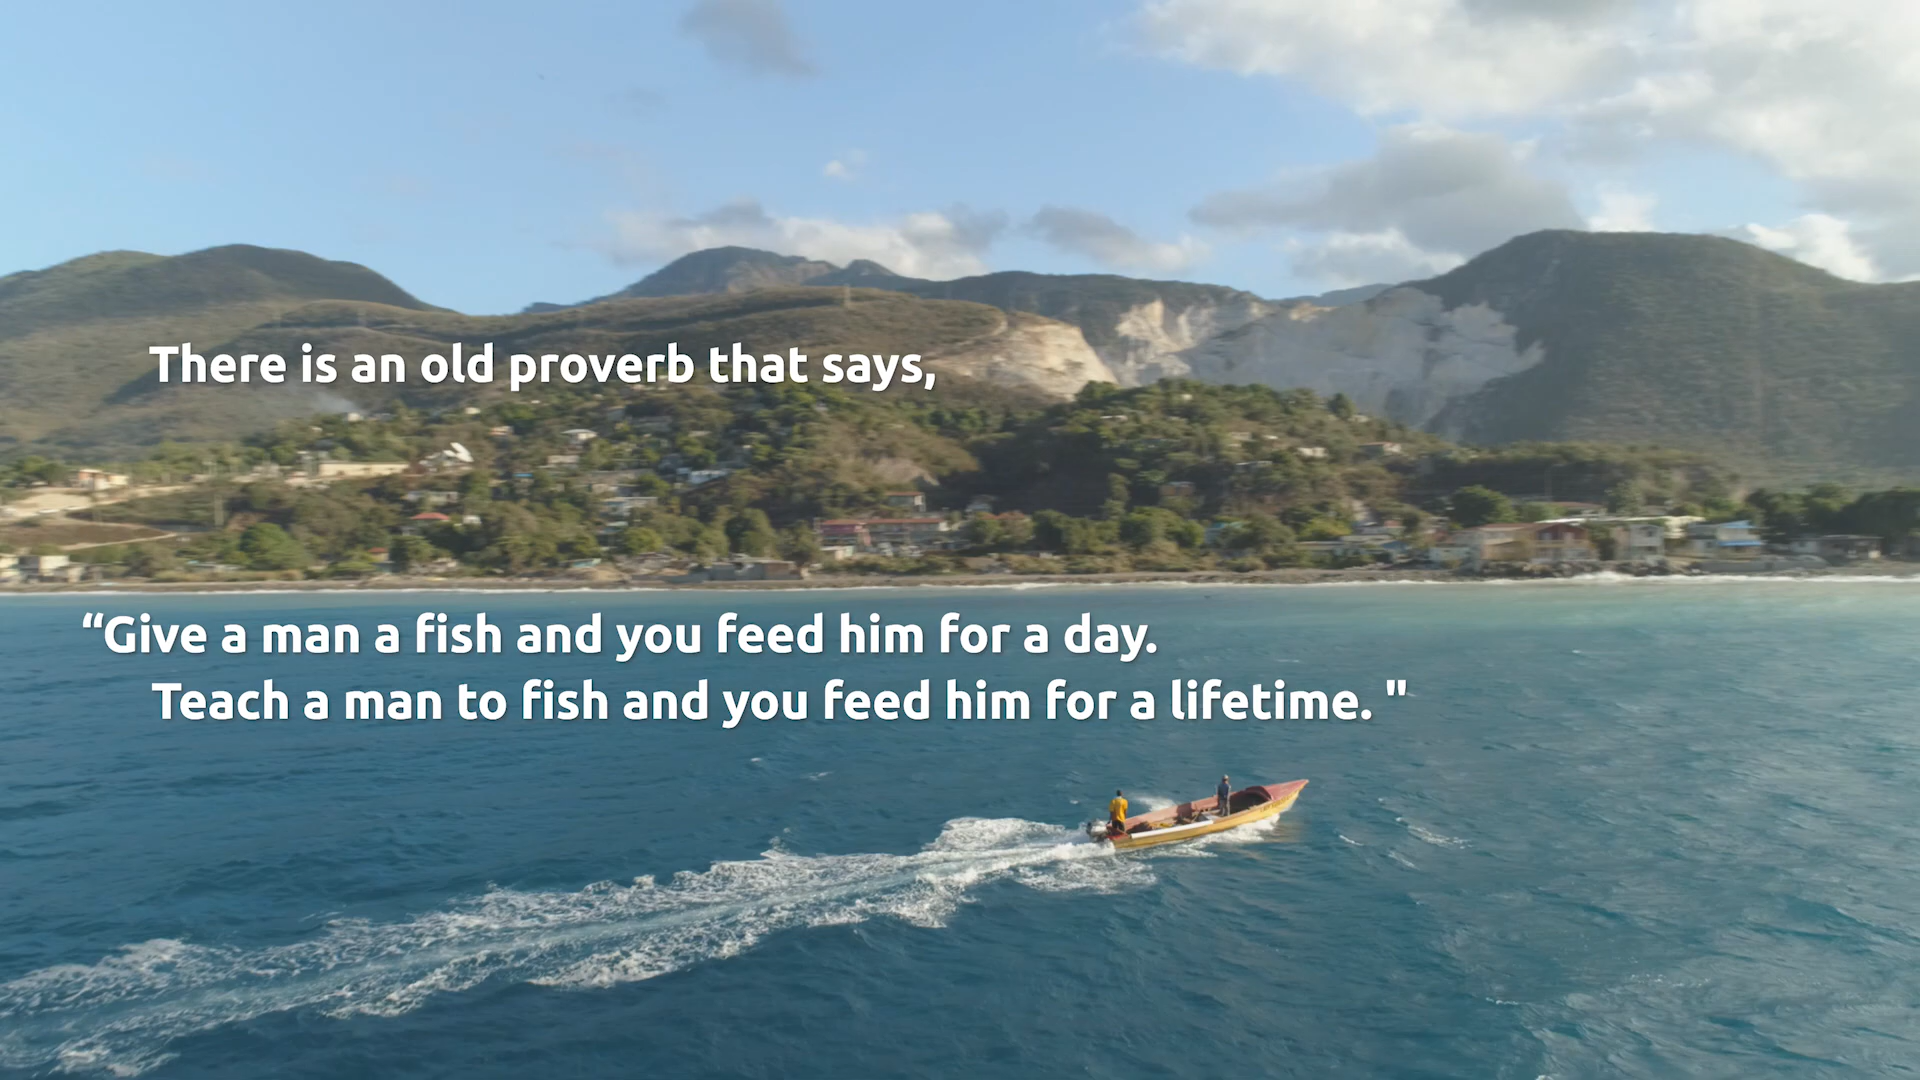 There is an old proverb that says,
“Give a man a fish and you feed him for a day.
Teach a man to fish and you feed him for a lifetime. "